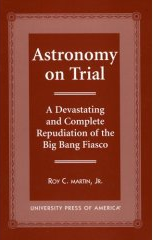 Astronomy
on Trial
A Devastating
and Complete
Repudiation of the
Big Bang Fiasco
Roy C. Martin, Jr.
UNIVERSITY PRESS OF AMERICA®